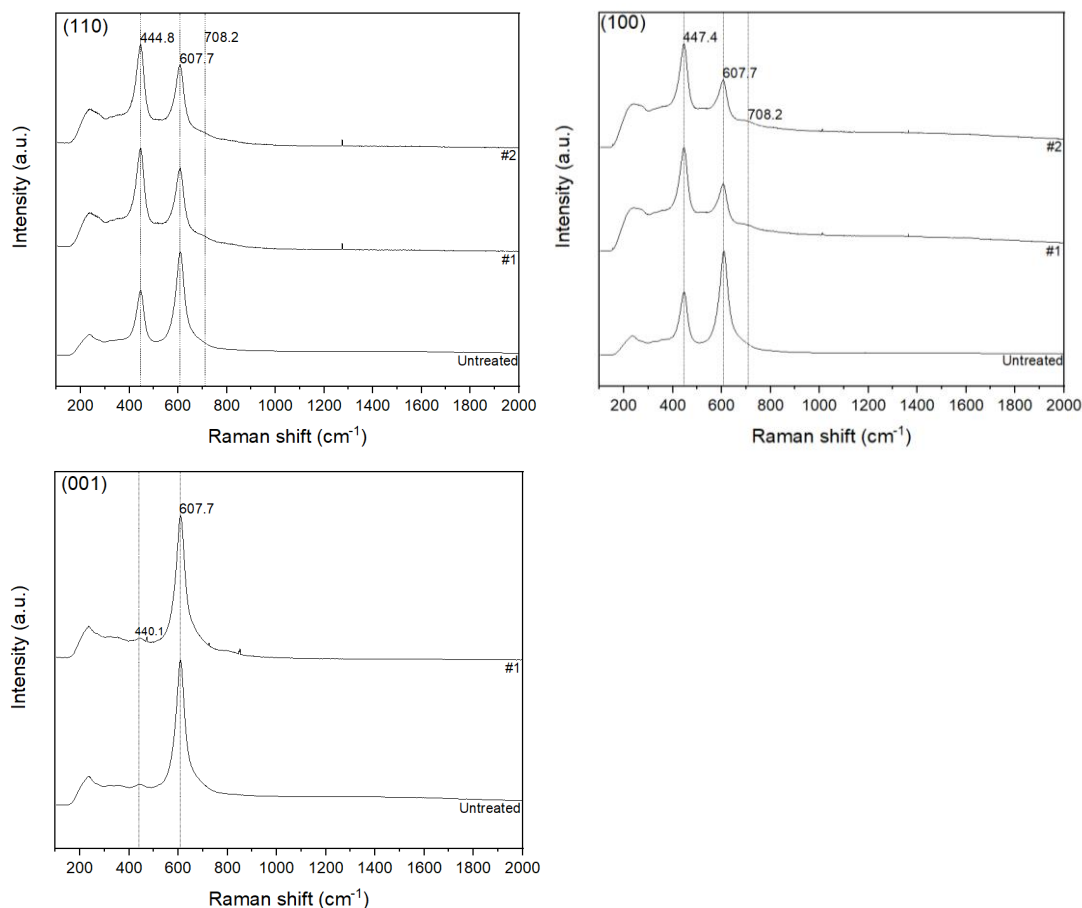 (110)
444.8
708.2
607.7
#2
#1
Untreated
Intensity (a.u.)
200 400 600 800 1000 1200 1400 1600 1800 2000
Raman shift (cm⁻¹)
(100)
447.4
607.7
708.2
#2
#1
Untreated
Intensity (a.u.)
200 400 600 800 1000 1200 1400 1600 1800 2000
Raman shift (cm⁻¹)
(001)
607.7
440.1
#1
Untreated
Intensity (a.u.)
200 400 600 800 1000 1200 1400 1600 1800 2000
Raman shift (cm⁻¹)